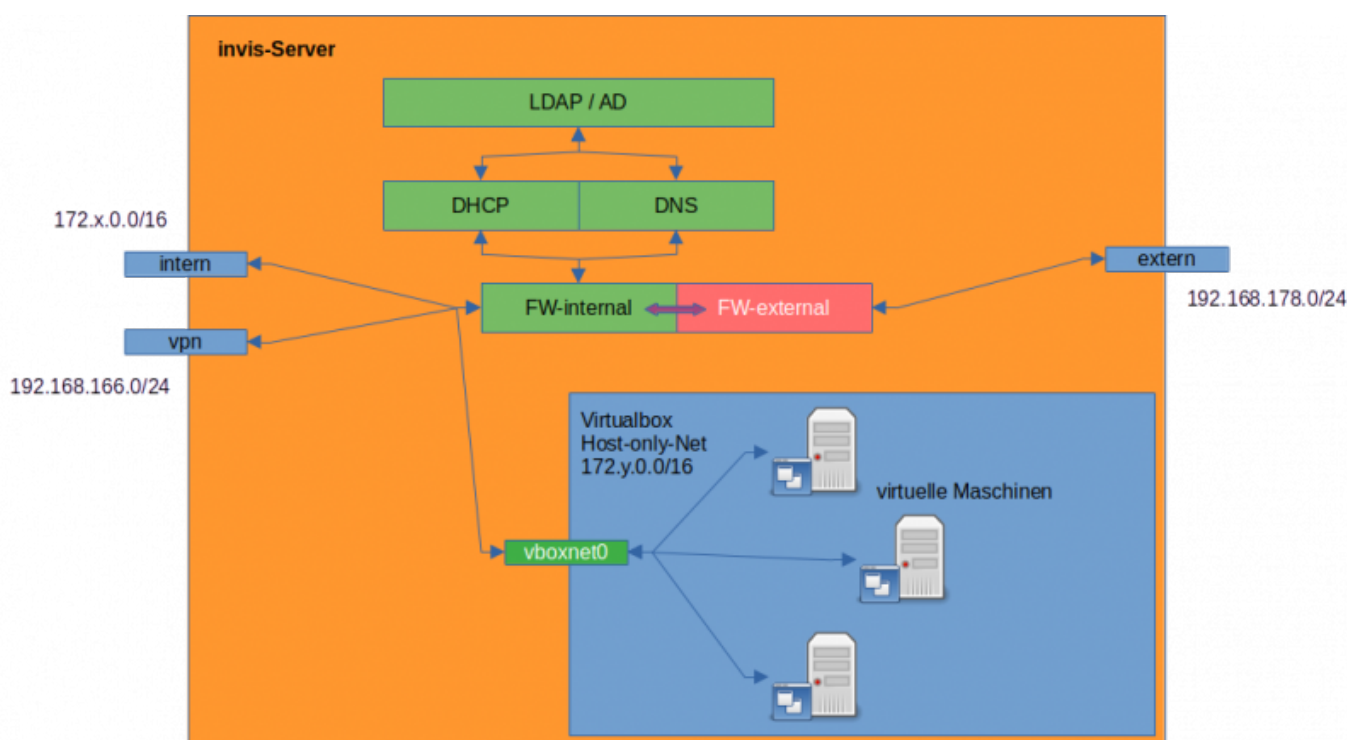 invis-Server
LDAP / AD
DHCP
DNS
172.x.0.0/16
intern
extern
FW-internal
FW-external
192.168.178.0/24
vpn
192.168.166.0/24
Virtualbox
Host-only-Net
172.y.0.0/16
virtuelle Maschinen
vboxnet0